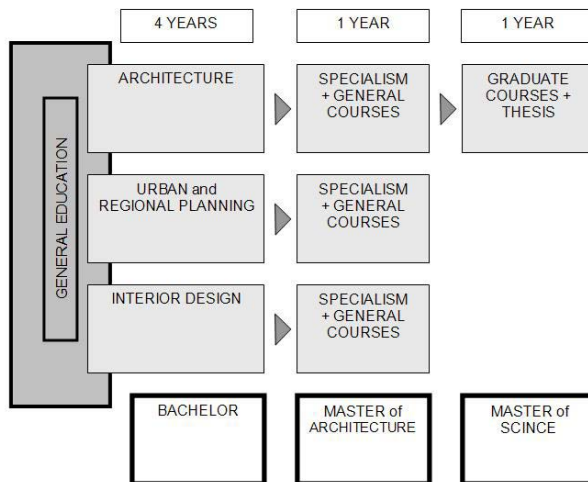 4 YEARS
1 YEAR
1 YEAR
GENERAL EDUCATION
ARCHITECTURE
SPECIALISM
+ GENERAL
COURSES
GRADUATE
COURSES +
THESIS
URBAN and
REGIONAL PLANNING
SPECIALISM
+ GENERAL
COURSES
INTERIOR DESIGN
SPECIALISM
+ GENERAL
COURSES
BACHELOR
MASTER of
ARCHITECTURE
MASTER of
SCINCE